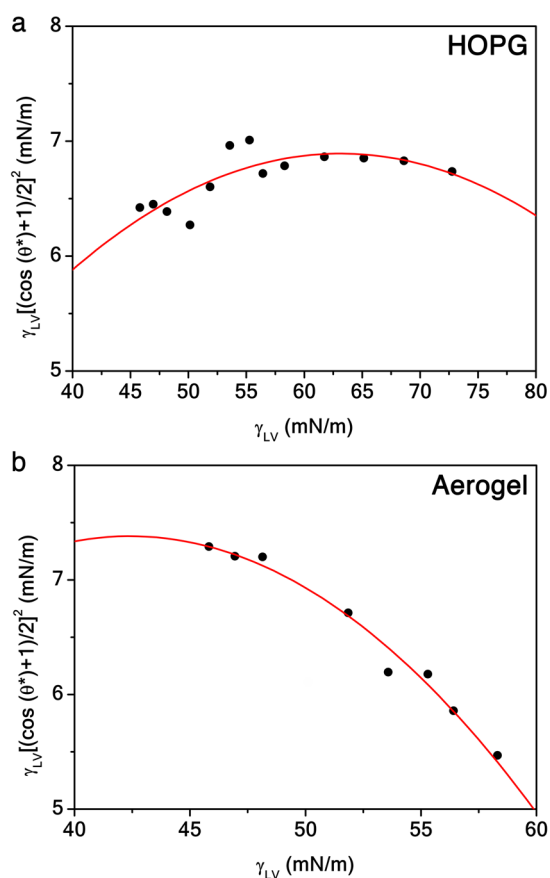 a
HOPG
8
7
6
5
γLV[(cos (θ*)+1)/2]² (mN/m)
40 45 50 55 60 65 70 75 80
γLV (mN/m)
b
Aerogel
8
7
6
5
γLV[(cos (θ*)+1)/2]² (mN/m)
40 45 50 55 60
γLV (mN/m)